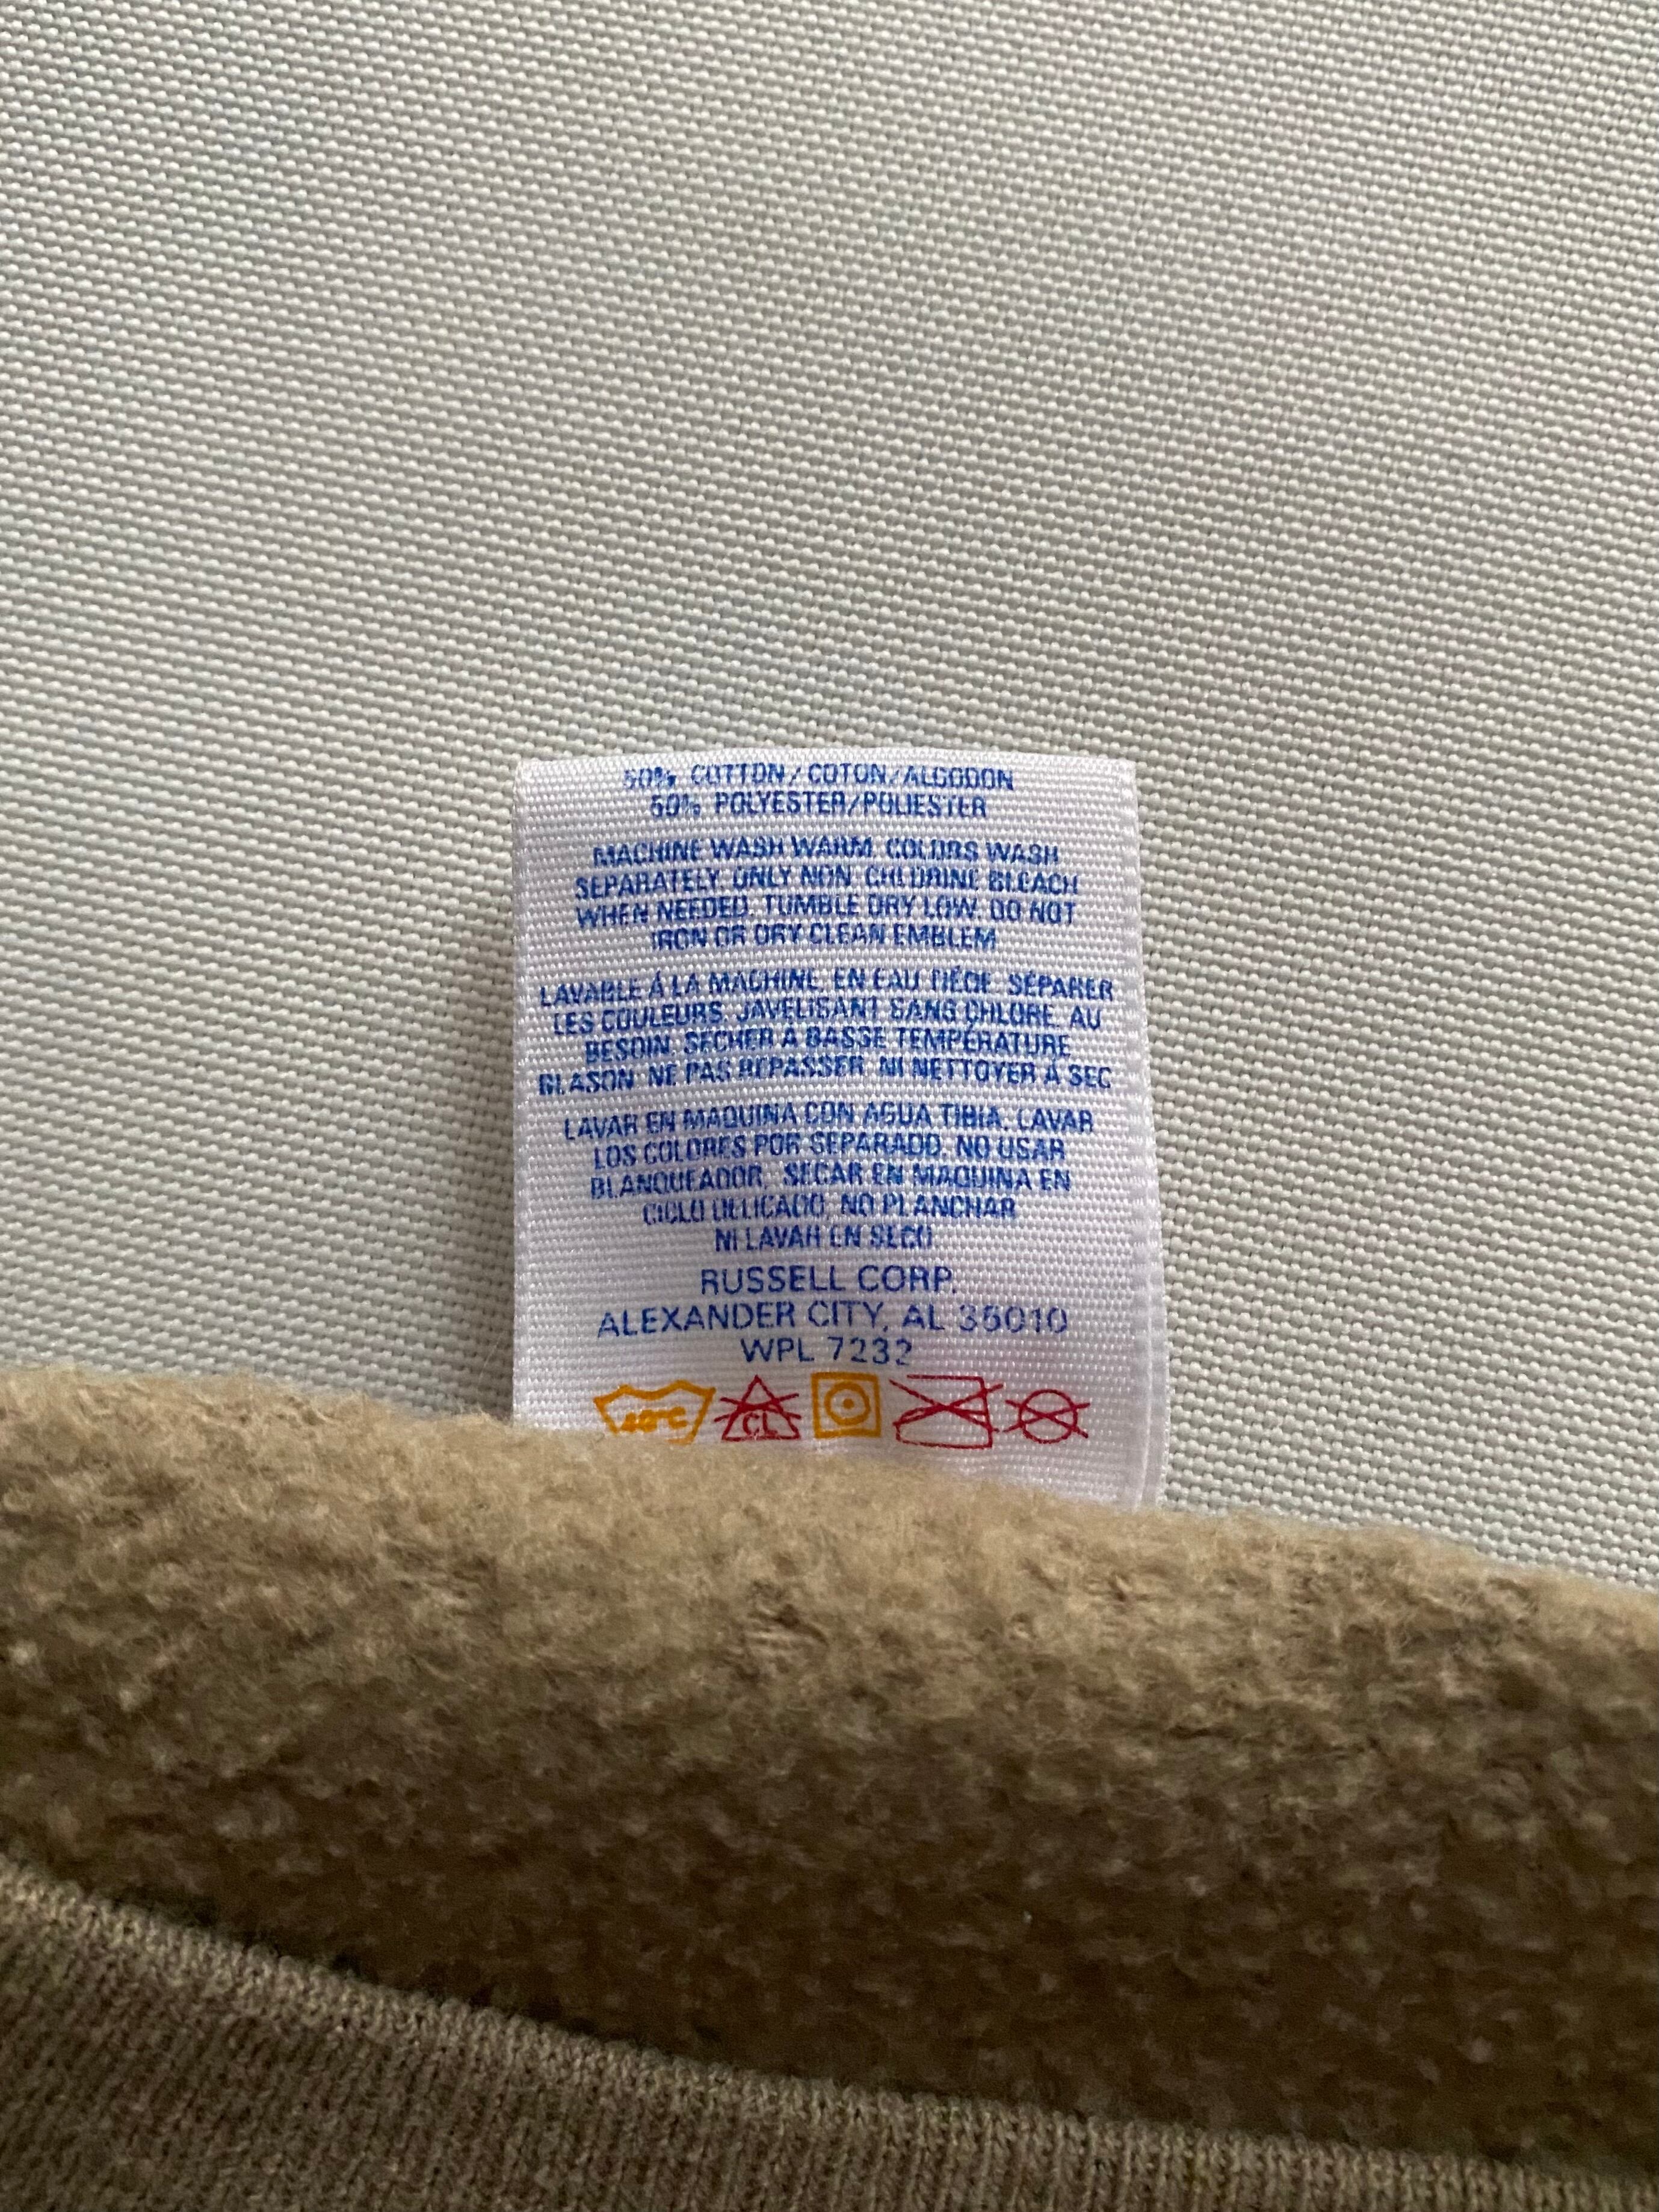 50% COTTON/COTON/ALGODON
50% POLYESTER/POLIESTER
MACHINE WASH WARM. COLORS WASH
SEPARATELY. ONLY NON. CHLORINE BLEACH
WHEN NEEDED. TUMBLE DRY LOW. DO NOT
IRON OR DRY CLEAN EMBLEM
LAVABLE Á LA MACHINE. EN EAU TIÉDE. SÉPARER
LES COULEURS. JAVELISANT SANS CHLORE. AU
BESOIN. SÉCHER Á BASSE TEMPÉRATURE
BLASON. NE PAS REPASSER. NI NETTOYER Á SEC
LAVAR EN MAQUINA CON AGUA TIBIA. LAVAR
LOS COLORES POR SEPARADO. NO USAR
BLANQUEADOR. SECAR EN MAQUINA EN
CICLO DELICADO. NO PLANCHAR
NI LAVAR EN SECO
RUSSELL CORP.
ALEXANDER CITY, AL 35010
WPL 7232
40°C CL